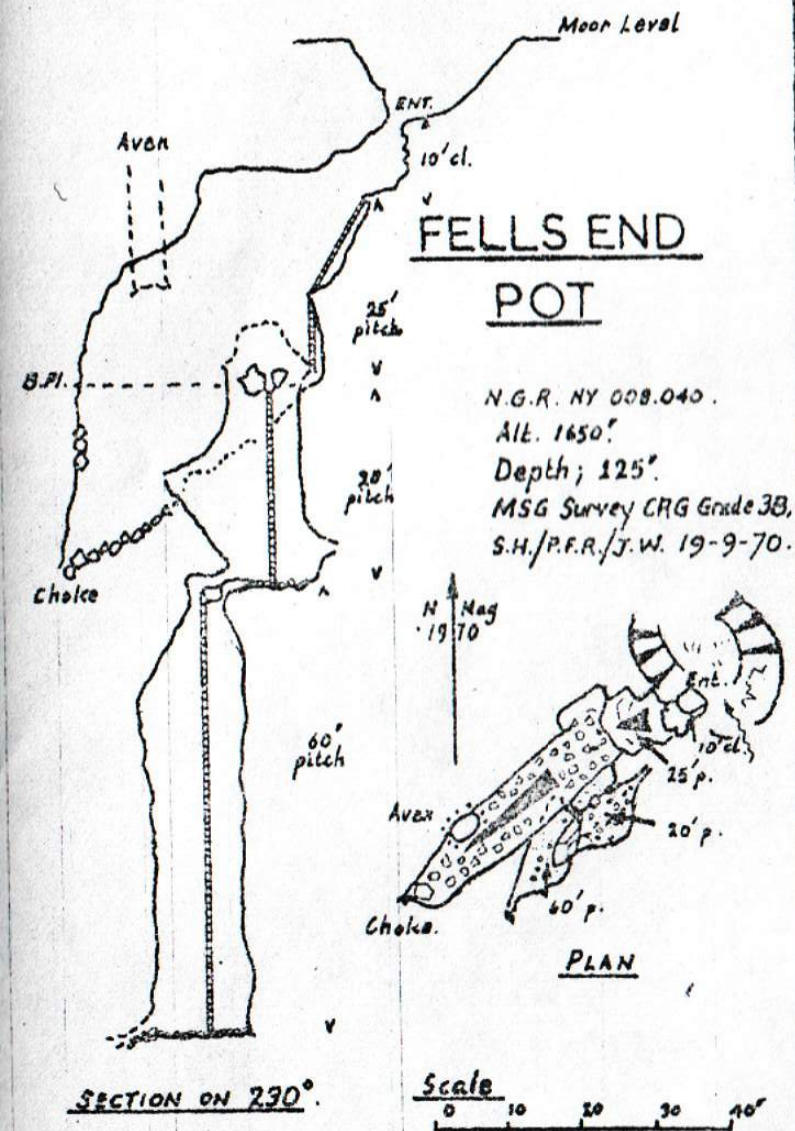 Moor Level
ENT.
Aven
10' cl.
FELLS END
POT
25'
pitch
B.Pl.
N.G.R. NY 008.040.
Alt. 1650'.
Depth; 125'.
MSG Survey CRG Grade 3B,
S.H./P.F.R./J.W. 19-9-70.
20'
pitch
Choke
N Mag
1970
Ent.
10' cl.
25' p.
60'
pitch
Aven
20' p.
60' p.
Choke.
PLAN
SECTION ON 230°.
Scale
0 10 20 30 40'